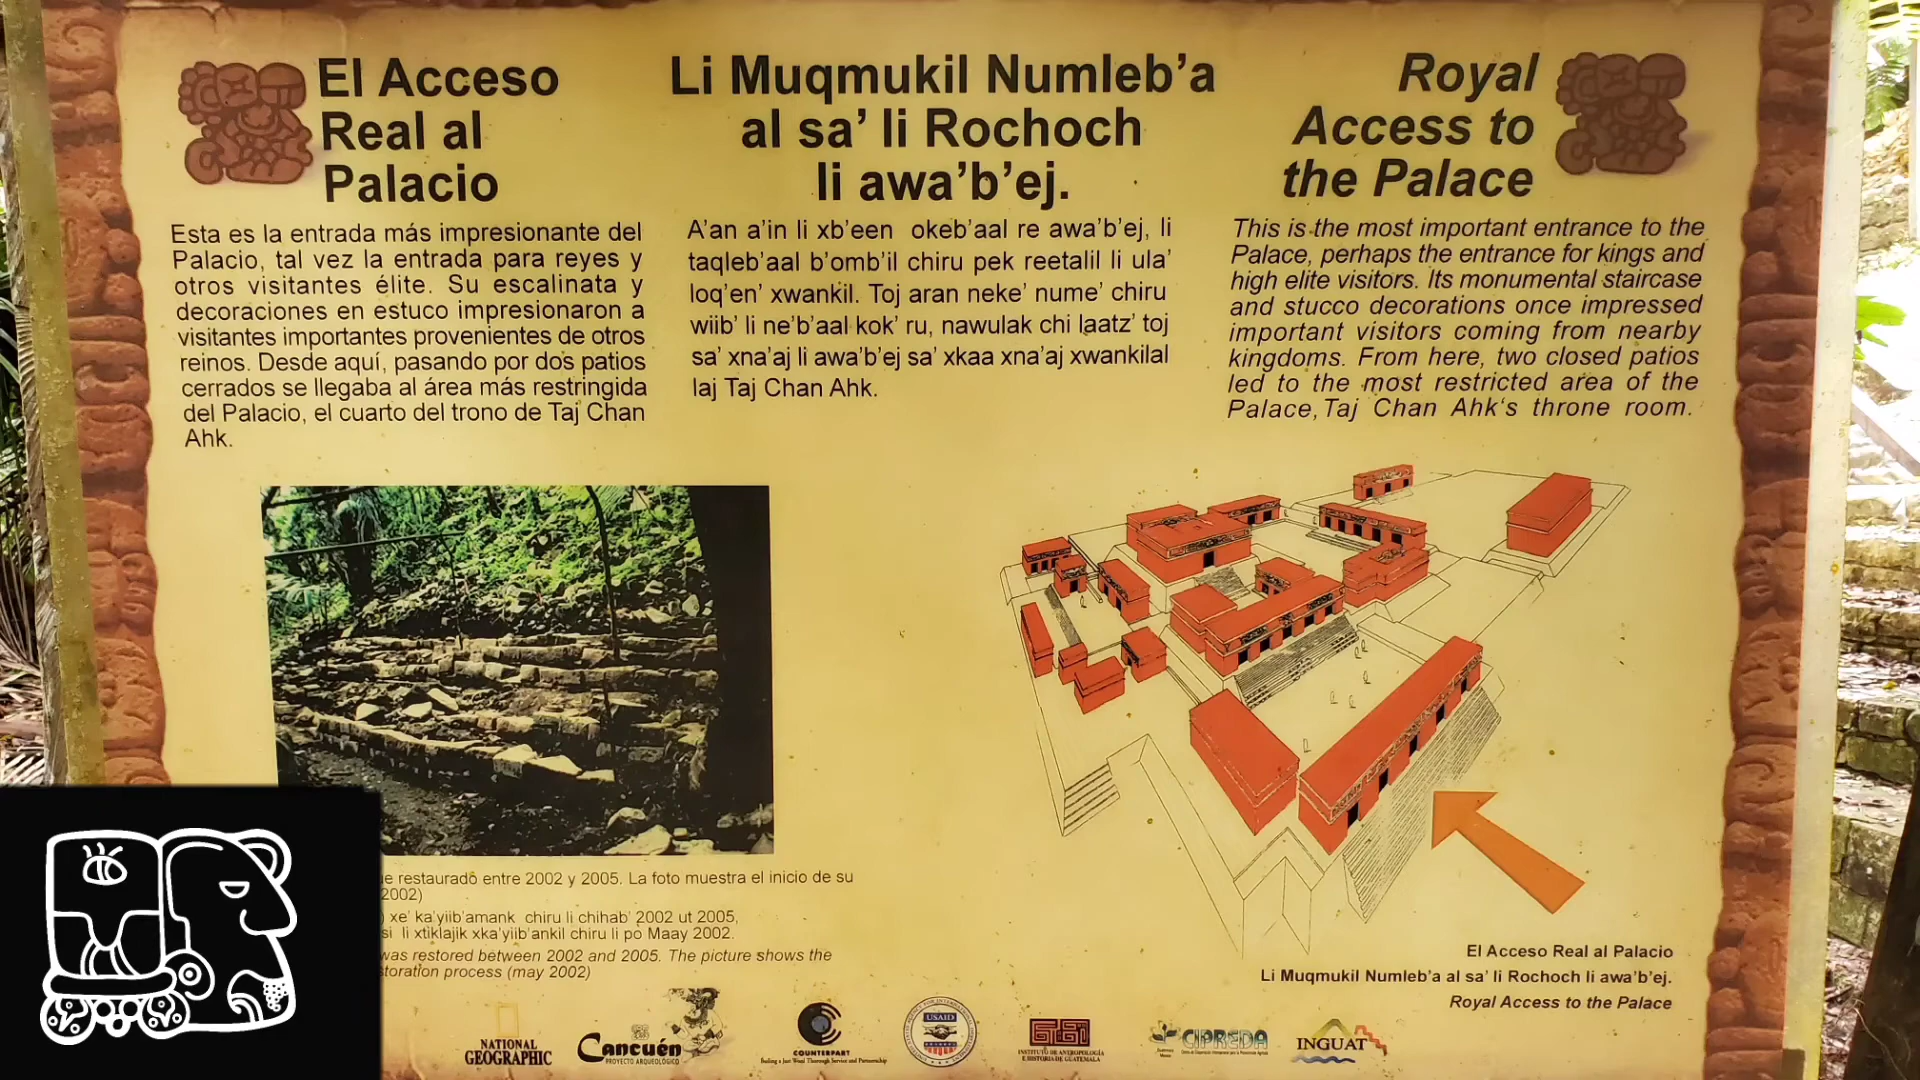 El Acceso
Real al
Palacio
Esta es la entrada más impresionante del
Palacio, tal vez la entrada para reyes y
otros visitantes élite. Su escalinata y
decoraciones en estuco impresionaron a
visitantes importantes provenientes de otros
reinos. Desde aquí, pasando por dos patios
cerrados se llegaba al área más restringida
del Palacio, el cuarto del trono de Taj Chan
Ahk.
Li Muqmukil Numleb'a
al sa' li Rochoch
li awa'b'ej.
A'an a'in li xb'een okeb'aal re awa'b'ej, li
taqleb'aal b'omb'il chiru pek reetalil li ula'
loq'en' xwankil. Toj aran neke' nume' chiru
wiib' li ne'b'aal kok' ru, nawulak chi laatz' toj
sa' xna'aj li awa'b'ej sa' xkaa xna'aj xwankilal
laj Taj Chan Ahk.
Royal
Access to
the Palace
This is the most important entrance to the
Palace, perhaps the entrance for kings and
high elite visitors. Its monumental staircase
and stucco decorations once impressed
important visitors coming from nearby
kingdoms. From here, two closed patios
led to the most restricted area of the
Palace, Taj Chan Ahk's throne room.
restaurado entre 2002 y 2005. La foto muestra el inicio de su
2002)
xe' ka'yiib'amank chiru li chihab' 2002 ut 2005,
li xtiklajik xka'yiib'ankil chiru li po Maay 2002.
was restored between 2002 and 2005. The picture shows the
process (may 2002)
El Acceso Real al Palacio
Li Muqmukil Numleb'a al sa' li Rochoch li awa'b'ej.
Royal Access to the Palace
NATIONAL
GEOGRAPHIC
Cancuén
PROYECTO ARQUEOLÓGICO
COUNTERPART
USAID
INSTITUTO DE ANTROPOLOGÍA
E HISTORIA DE GUATEMALA
CIPREDA
INGUAT